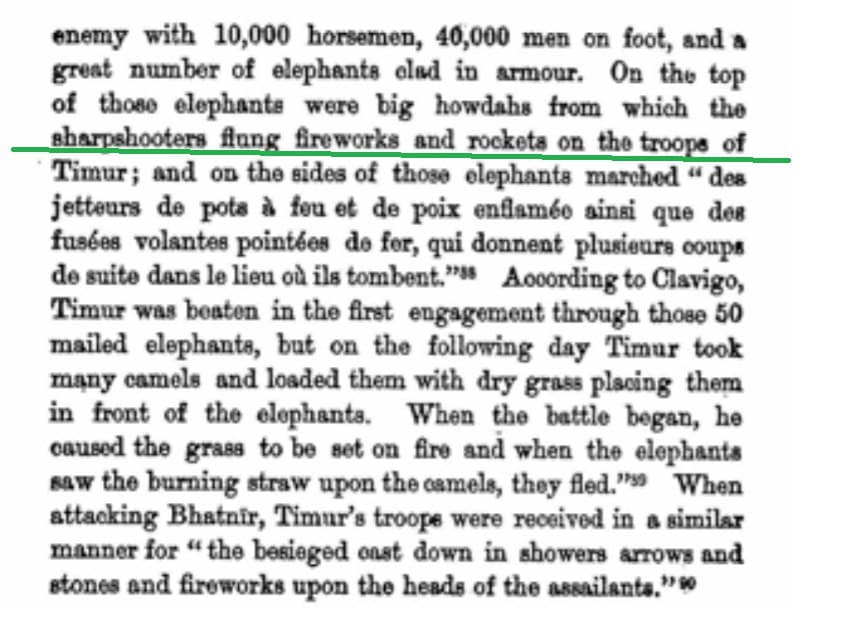 enemy with 10,000 horsemen, 40,000 men on foot, and a
great number of elephants clad in armour. On the top
of those elephants were big howdahs from which the
sharpshooters flung fireworks and rockets on the troops of
Timur; and on the sides of those elephants marched “des
jetteurs de pots à feu et de poix enflamée ainsi que des
fusées volantes pointées de fer, qui donnent plusieurs coups
de suite dans le lieu où ils tombent.”⁸⁸ According to Clavigo,
Timur was beaten in the first engagement through those 50
mailed elephants, but on the following day Timur took
many camels and loaded them with dry grass placing them
in front of the elephants. When the battle began, he
caused the grass to be set on fire and when the elephants
saw the burning straw upon the camels, they fled.”⁸⁹ When
attacking Bhatnīr, Timur’s troops were received in a similar
manner for “the besieged cast down in showers arrows and
stones and fireworks upon the heads of the assailants.”⁹⁰